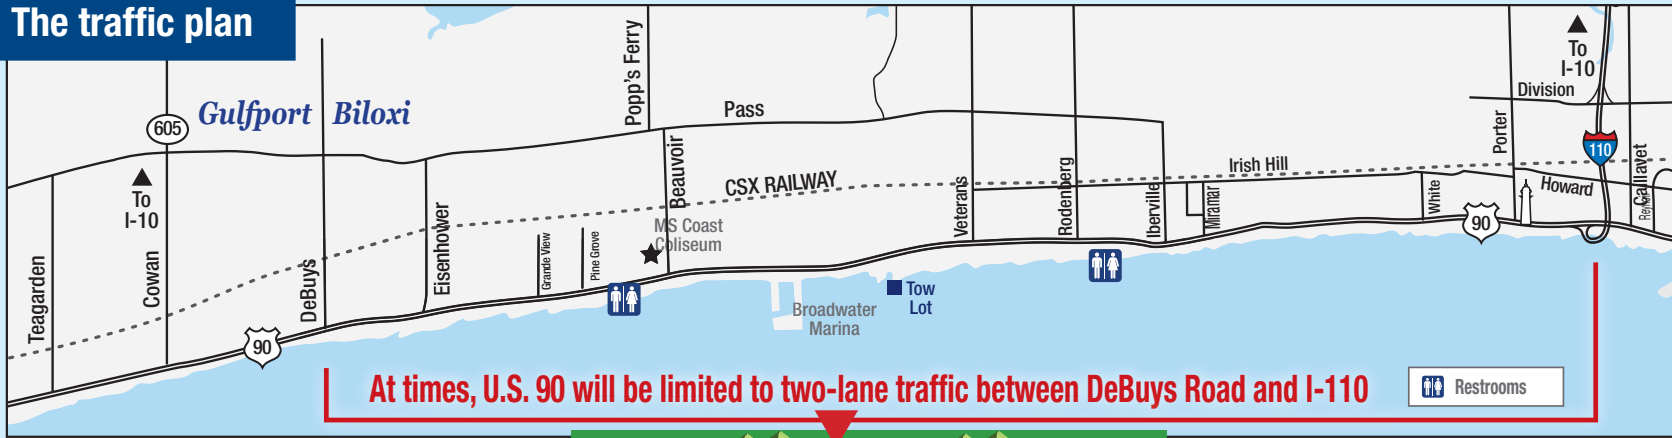 The traffic plan
Gulfport
Biloxi
605
To
I-10
Teagarden
Cowan
DeBuys
Eisenhower
Grande View
Pine Grove
Popp's Ferry
Pass
Beauvoir
CSX RAILWAY
MS Coast
Coliseum
Broadwater
Marina
Tow
Lot
Veterans
Rodenberg
Iberville
Miramar
Irish Hill
White
Porter
Division
To
I-10
110
Howard
Caillavet
90
90
At times, U.S. 90 will be limited to two-lane traffic between DeBuys Road and I-110
Restrooms